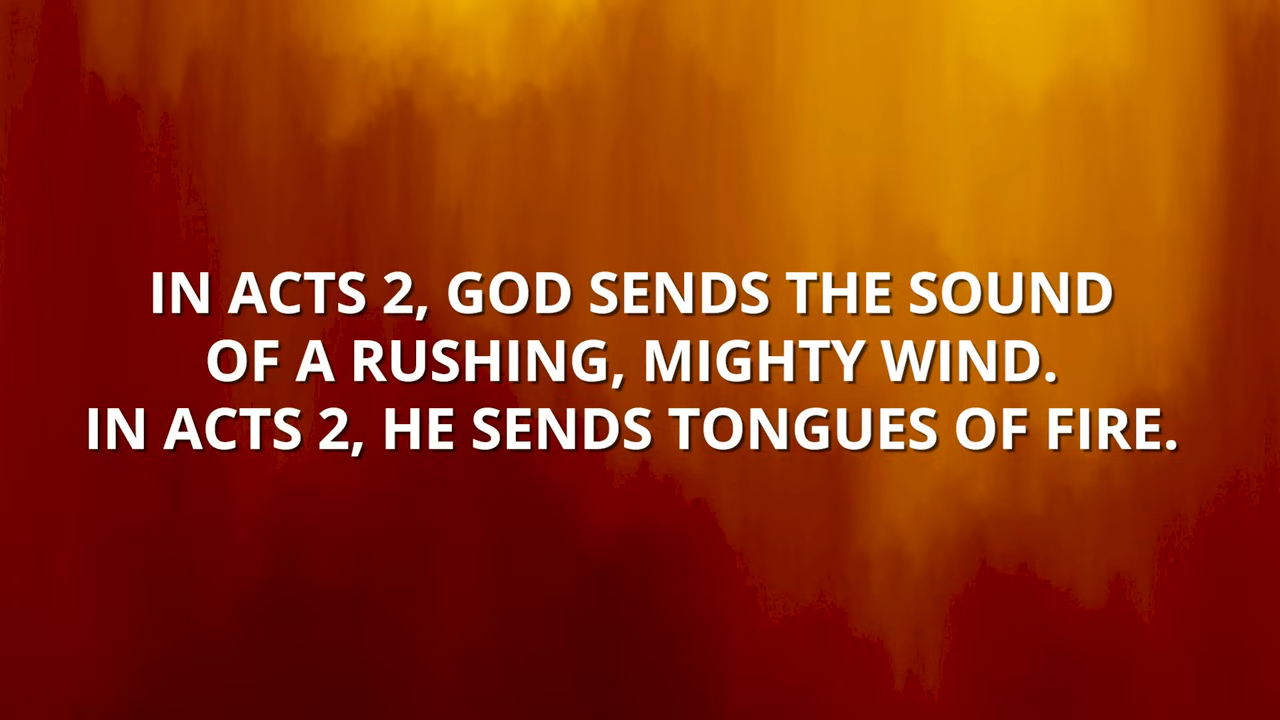 IN ACTS 2, GOD SENDS THE SOUND
OF A RUSHING, MIGHTY WIND.
IN ACTS 2, HE SENDS TONGUES OF FIRE.